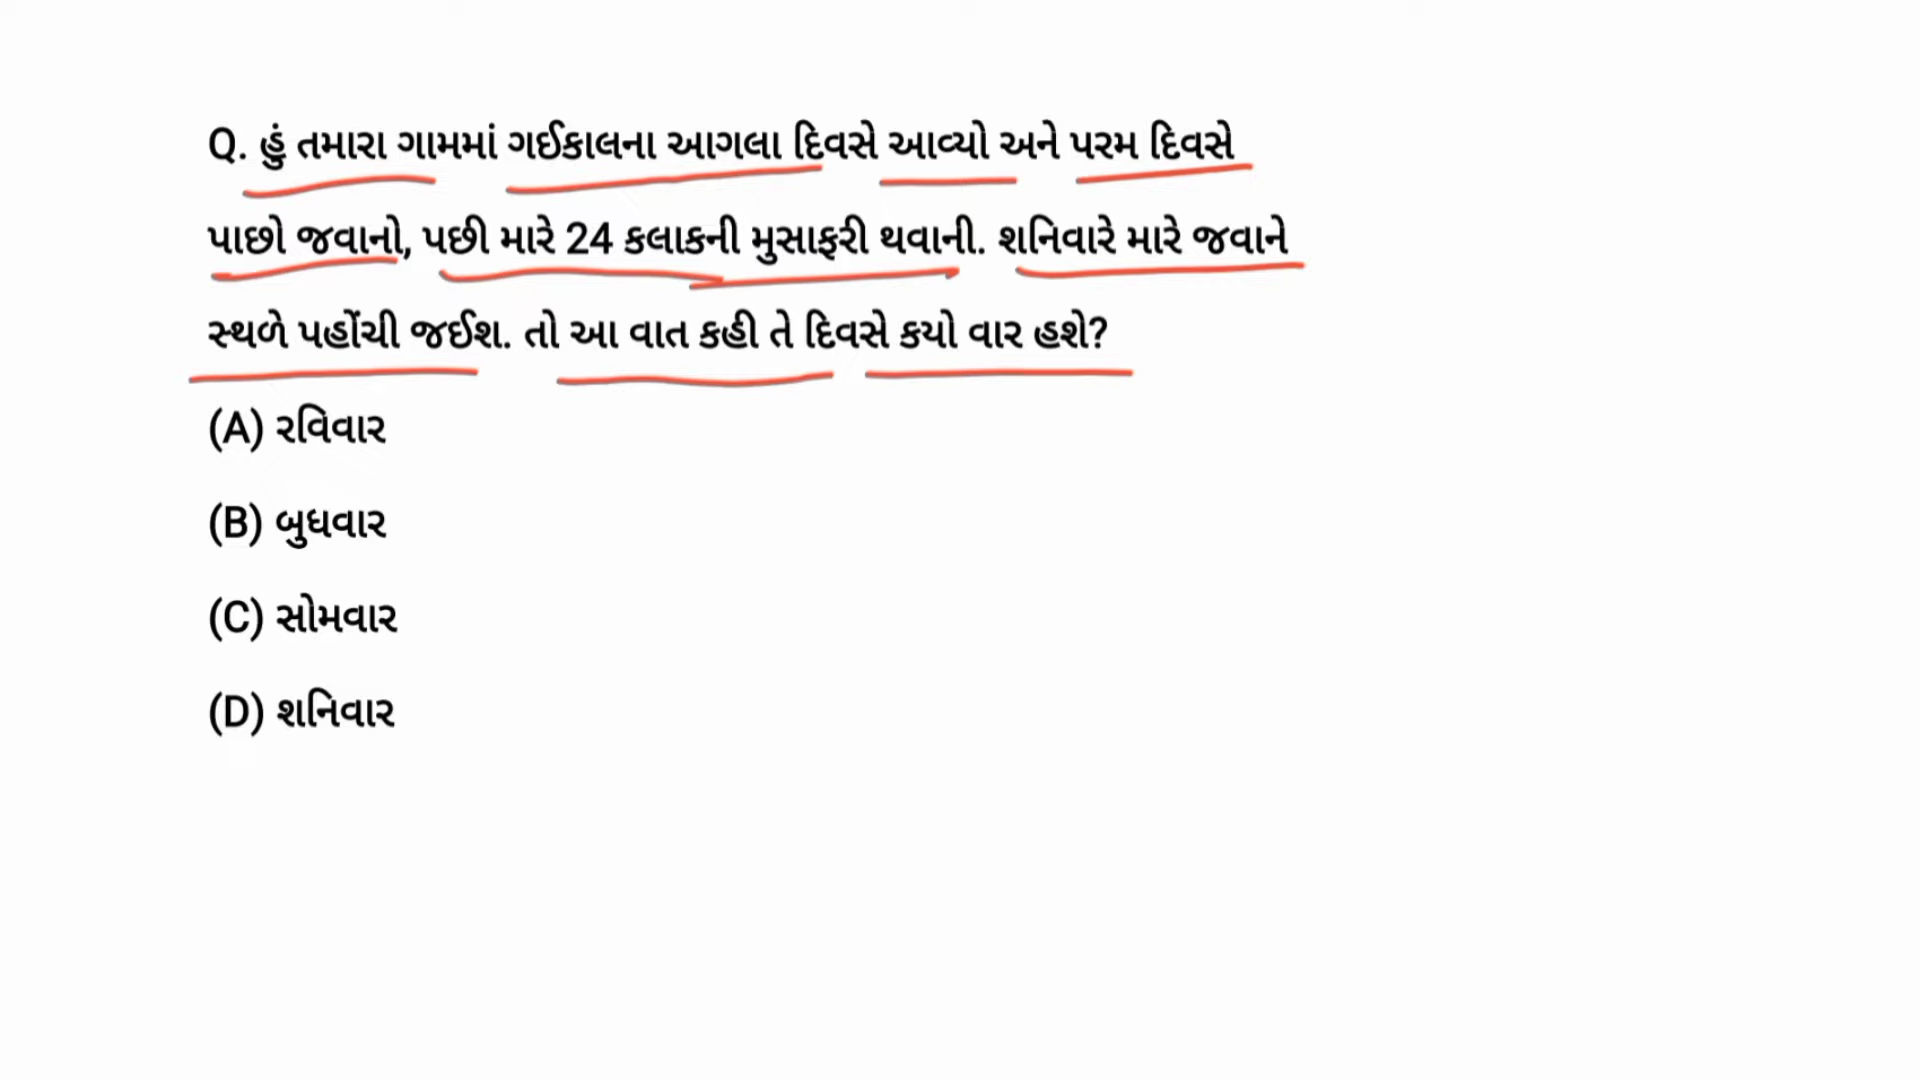 Q. હું તમારા ગામમાં ગઈકાલના આગલા દિવસે આવ્યો અને પરમ દિવસે
પાછો જવાનો, પછી મારે 24 કલાકની મુસાફરી થવાની. શનિવારે મારે જવાને
સ્થળે પહોંચી જઈશ. તો આ વાત કહી તે દિવસે કયો વાર હશે?
(A) રવિવાર
(B) બુધવાર
(C) સોમવાર
(D) શનિવાર